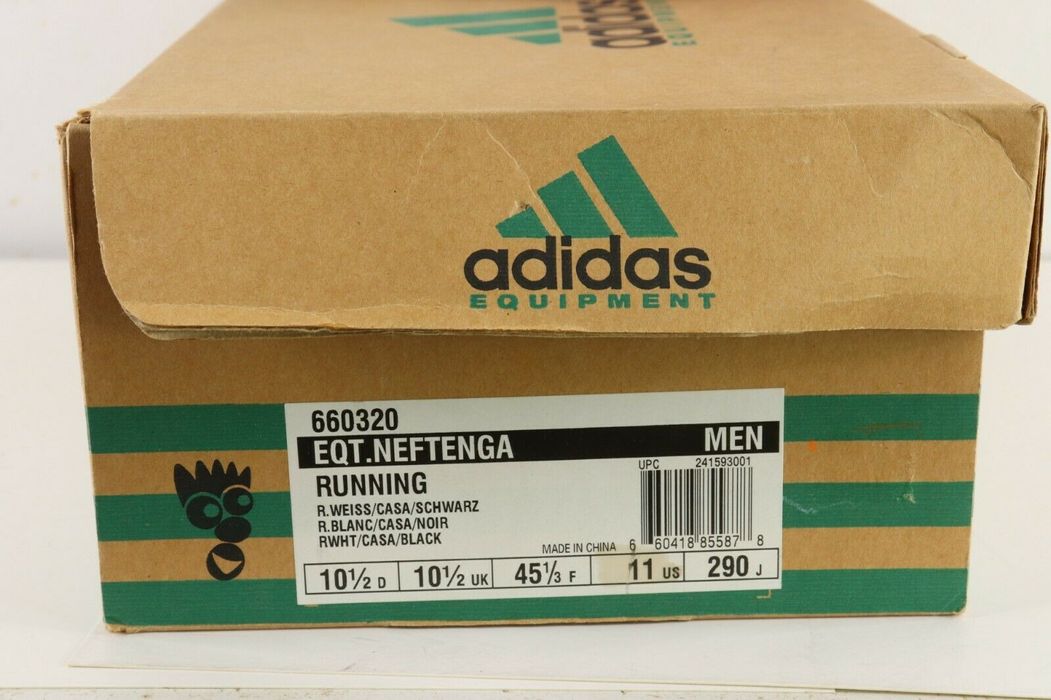 adidas
EQUIPMENT
adidas
EQUIPMENT
660320
EQT.NEFTENGA MEN
UPC 241593001
RUNNING
R.WEISS/CASA/SCHWARZ
R.BLANC/CASA/NOIR
RWHT/CASA/BLACK
MADE IN CHINA 6 60418 85587 8
10½ D 10½ UK 45⅓ F 11 US 290 J